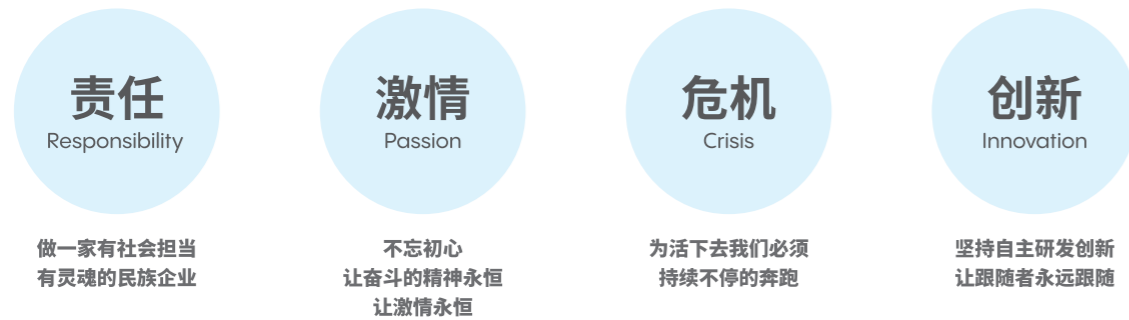 责任
Responsibility
做一家有社会担当
有灵魂的民族企业
激情
Passion
不忘初心
让奋斗的精神永恒
让激情永恒
危机
Crisis
为活下去我们必须
持续不停的奔跑
创新
Innovation
坚持自主研发创新
让跟随者永远跟随